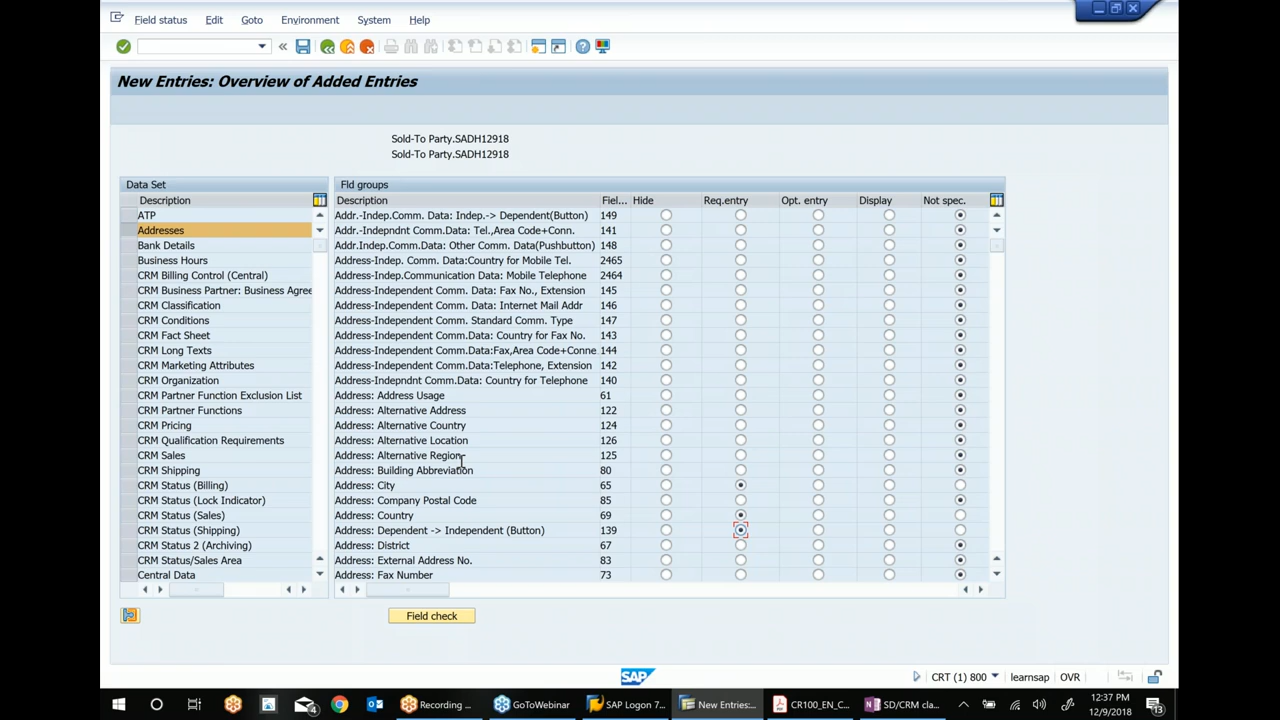 Field status Edit Goto Environment System Help
New Entries: Overview of Added Entries
Sold-To Party.SADH12918
Sold-To Party.SADH12918
Data Set
Description
ATP
Addresses
Bank Details
Business Hours
CRM Billing Control (Central)
CRM Business Partner: Business Agree
CRM Classification
CRM Conditions
CRM Fact Sheet
CRM Long Texts
CRM Marketing Attributes
CRM Organization
CRM Partner Function Exclusion List
CRM Partner Functions
CRM Pricing
CRM Qualification Requirements
CRM Sales
CRM Shipping
CRM Status (Billing)
CRM Status (Lock Indicator)
CRM Status (Sales)
CRM Status (Shipping)
CRM Status 2 (Archiving)
CRM Status/Sales Area
Central Data
Fld groups
Description Fiel... Hide Req.entry Opt. entry Display Not spec.
Addr.-Indep.Comm. Data: Indep.-> Dependent(Button) 149
Addr.-Indepndnt Comm. Data: Tel.,Area Code+Conn. 141
Addr.Indep.Comm.Data: Other Comm. Data(Pushbutton) 148
Address-Indep. Comm. Data:Country for Mobile Tel. 2465
Address-Indep.Communication Data: Mobile Telephone 2464
Address-Independent Comm. Data: Fax No., Extension 145
Address-Independent Comm. Data: Internet Mail Addr 146
Address-Independent Comm. Standard Comm. Type 147
Address-Independent Comm.Data: Country for Fax No. 143
Address-Independent Comm.Data:Fax,Area Code+Conne 144
Address-Independent Comm.Data:Telephone, Extension 142
Address-Indepndnt Comm.Data: Country for Telephone 140
Address: Address Usage 61
Address: Alternative Address 122
Address: Alternative Country 124
Address: Alternative Location 126
Address: Alternative Region 125
Address: Building Abbreviation 80
Address: City 65
Address: Company Postal Code 85
Address: Country 69
Address: Dependent -> Independent (Button) 139
Address: District 67
Address: External Address No. 83
Address: Fax Number 73
Field check
SAP
CRT (1) 800 learnsap OVR
Recording ... GoToWebinar SAP Logon 7... New Entries:... CR100_EN_C... SD/CRM cla...
12:37 PM
12/9/2018
4
13